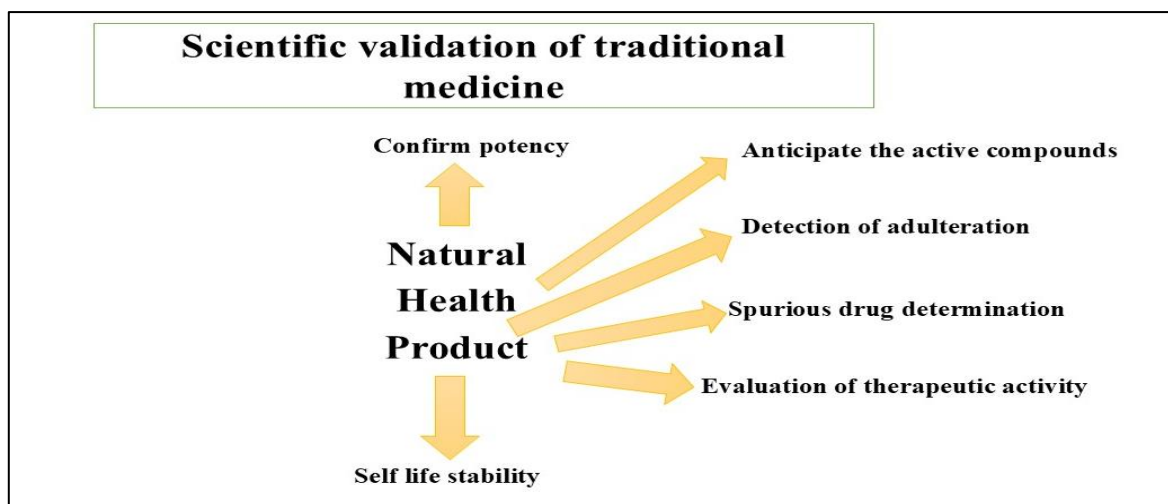 Scientific validation of traditional
medicine
Confirm potency
Anticipate the active compounds
Detection of adulteration
Natural
Health
Product
Spurious drug determination
Evaluation of therapeutic activity
Self life stability